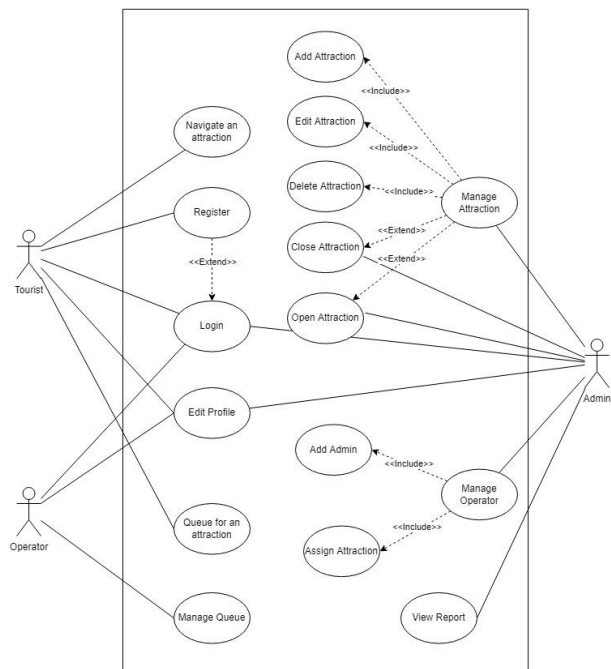 Add Attraction
<<Include>>
Navigate an
attraction
Edit Attraction
<<Include>>
Delete Attraction
<<Include>>
Manage
Attraction
Register
<<Extend>>
Close Attraction
<<Extend>>
<<Extend>>
Tourist
Login
Open Attraction
Admin
Edit Profile
Add Admin
<<Include>>
Manage
Operator
<<Include>>
Queue for an
attraction
Operator
Assign Attraction
Manage Queue
View Report